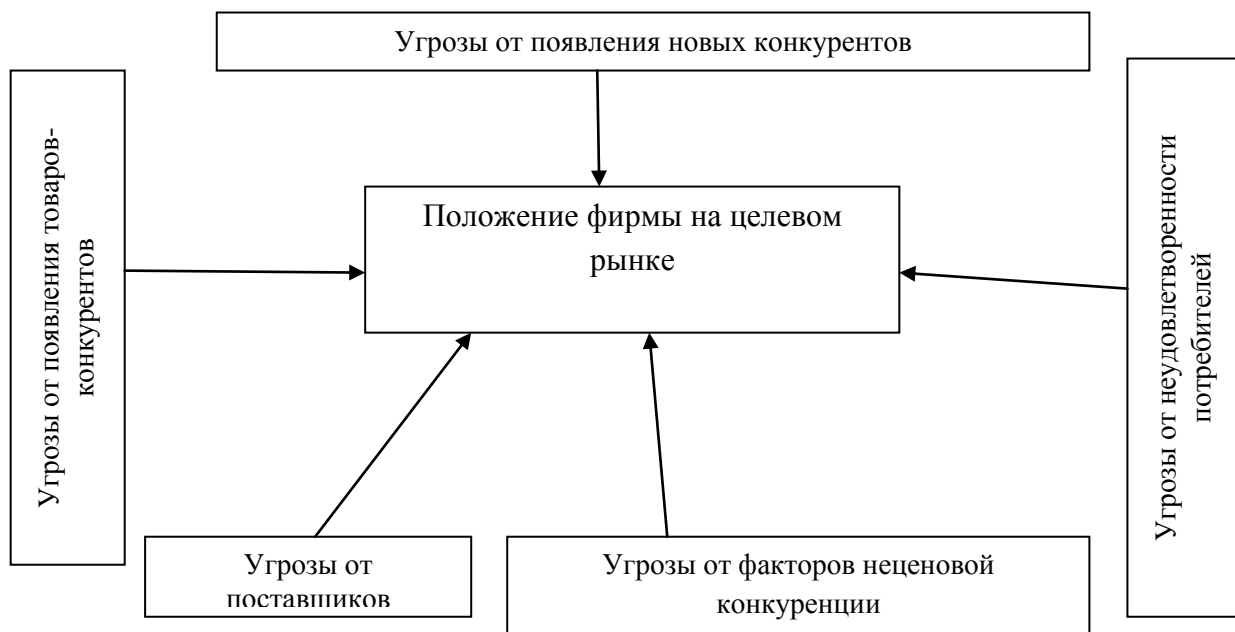 Угрозы от появления новых конкурентов
Угрозы от появления товаров-
конкурентов
Положение фирмы на целевом
рынке
Угрозы от неудовлетворенности
потребителей
Угрозы от
поставщиков
Угрозы от факторов неценовой
конкуренции